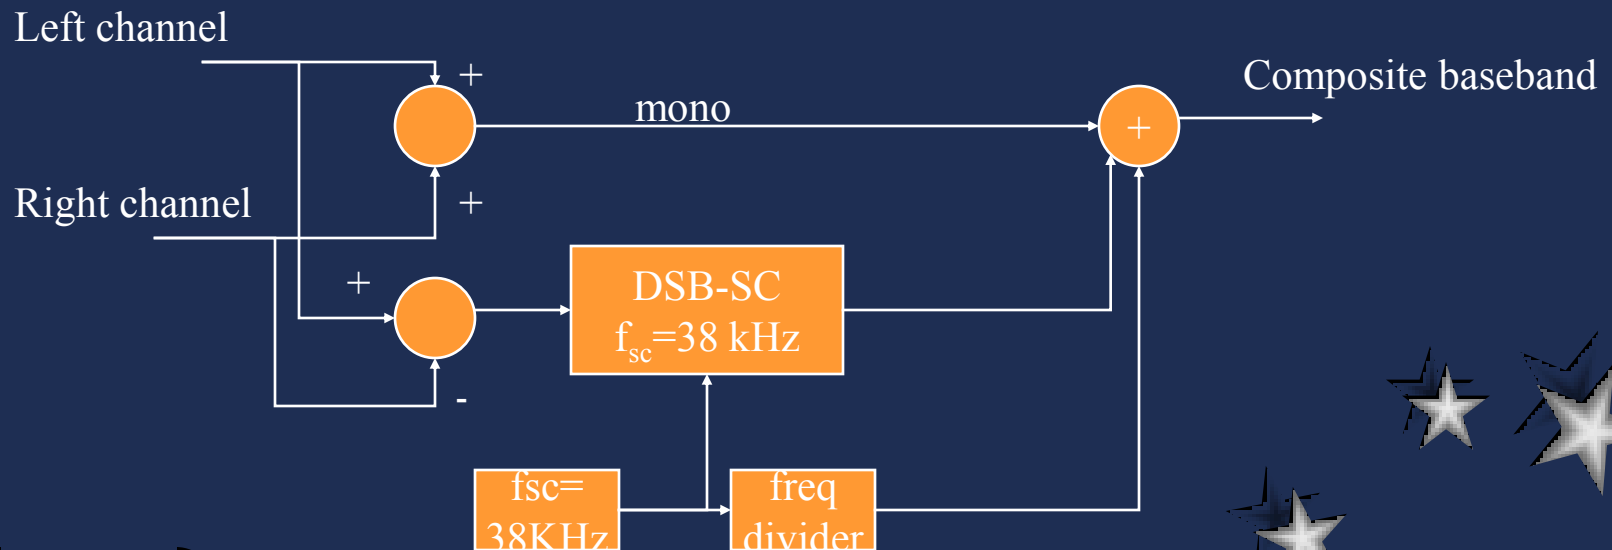 Left channel
+
Composite baseband
mono
+
Right channel
+
+
DSB-SC
fsc=38 kHz
-
fsc=
38KHz
freq
divider